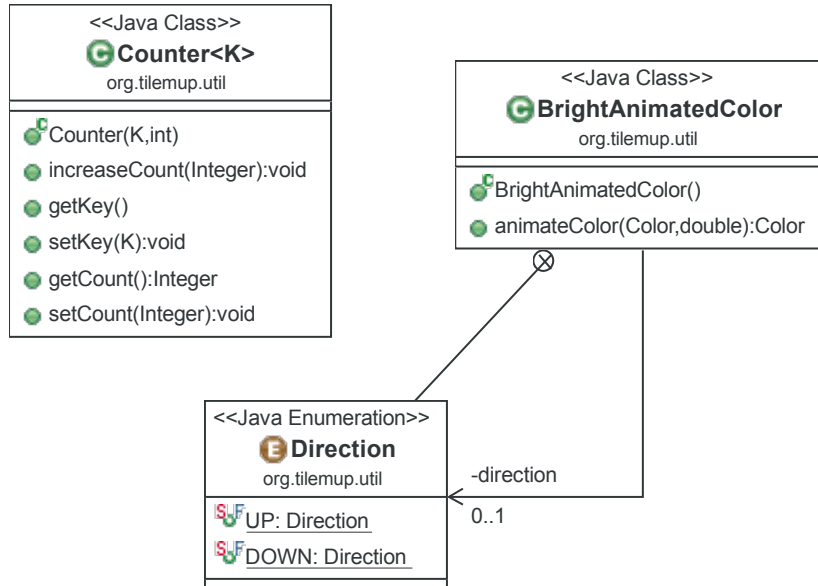 <<Java Class>>
Counter<K>
org.tilemup.util
Counter(K,int)
increaseCount(Integer):void
getKey()
setKey(K):void
getCount():Integer
setCount(Integer):void
<<Java Class>>
BrightAnimatedColor
org.tilemup.util
BrightAnimatedColor()
animateColor(Color,double):Color
<<Java Enumeration>>
Direction
org.tilemup.util
UP: Direction
DOWN: Direction
-direction
0..1